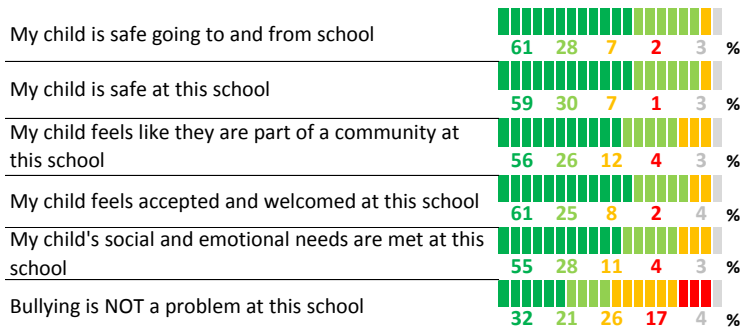 My child is safe going to and from school
61 28 7 2 3 %
My child is safe at this school
59 30 7 1 3 %
My child feels like they are part of a community at
this school
56 26 12 4 3 %
My child feels accepted and welcomed at this school
61 25 8 2 4 %
My child's social and emotional needs are met at this
school
55 28 11 4 3 %
Bullying is NOT a problem at this school
32 21 26 17 4 %